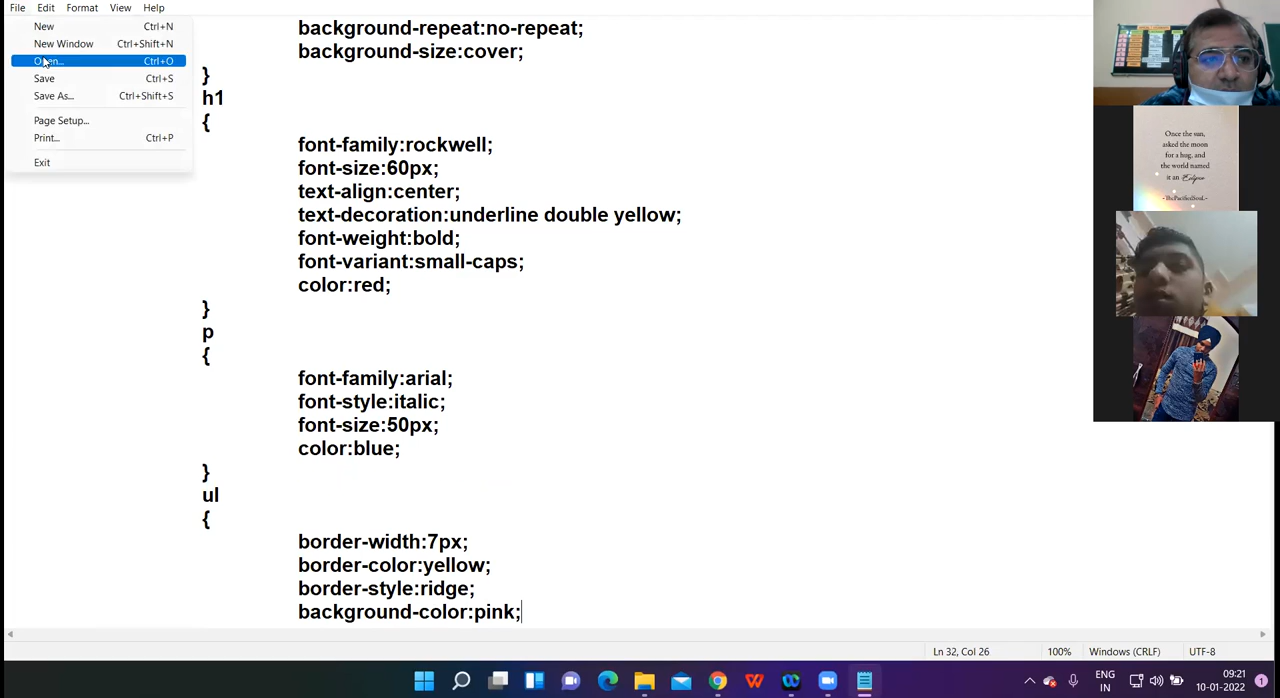 File Edit Format View Help
New Ctrl+N
New Window Ctrl+Shift+N
Open... Ctrl+O
Save Ctrl+S
Save As... Ctrl+Shift+S
Page Setup...
Print... Ctrl+P
Exit
background-repeat:no-repeat;
background-size:cover;
}
h1
{
font-family:rockwell;
font-size:60px;
text-align:center;
text-decoration:underline double yellow;
font-weight:bold;
font-variant:small-caps;
color:red;
}
p
{
font-family:arial;
font-style:italic;
font-size:50px;
color:blue;
}
ul
{
border-width:7px;
border-color:yellow;
border-style:ridge;
background-color:pink;
Once the sun,
asked the moon
for a hug, and
the world named
it an Eclipse
Ln 32, Col 26 100% Windows (CRLF) UTF-8
ENG
IN
09:21
10-01-2022
1